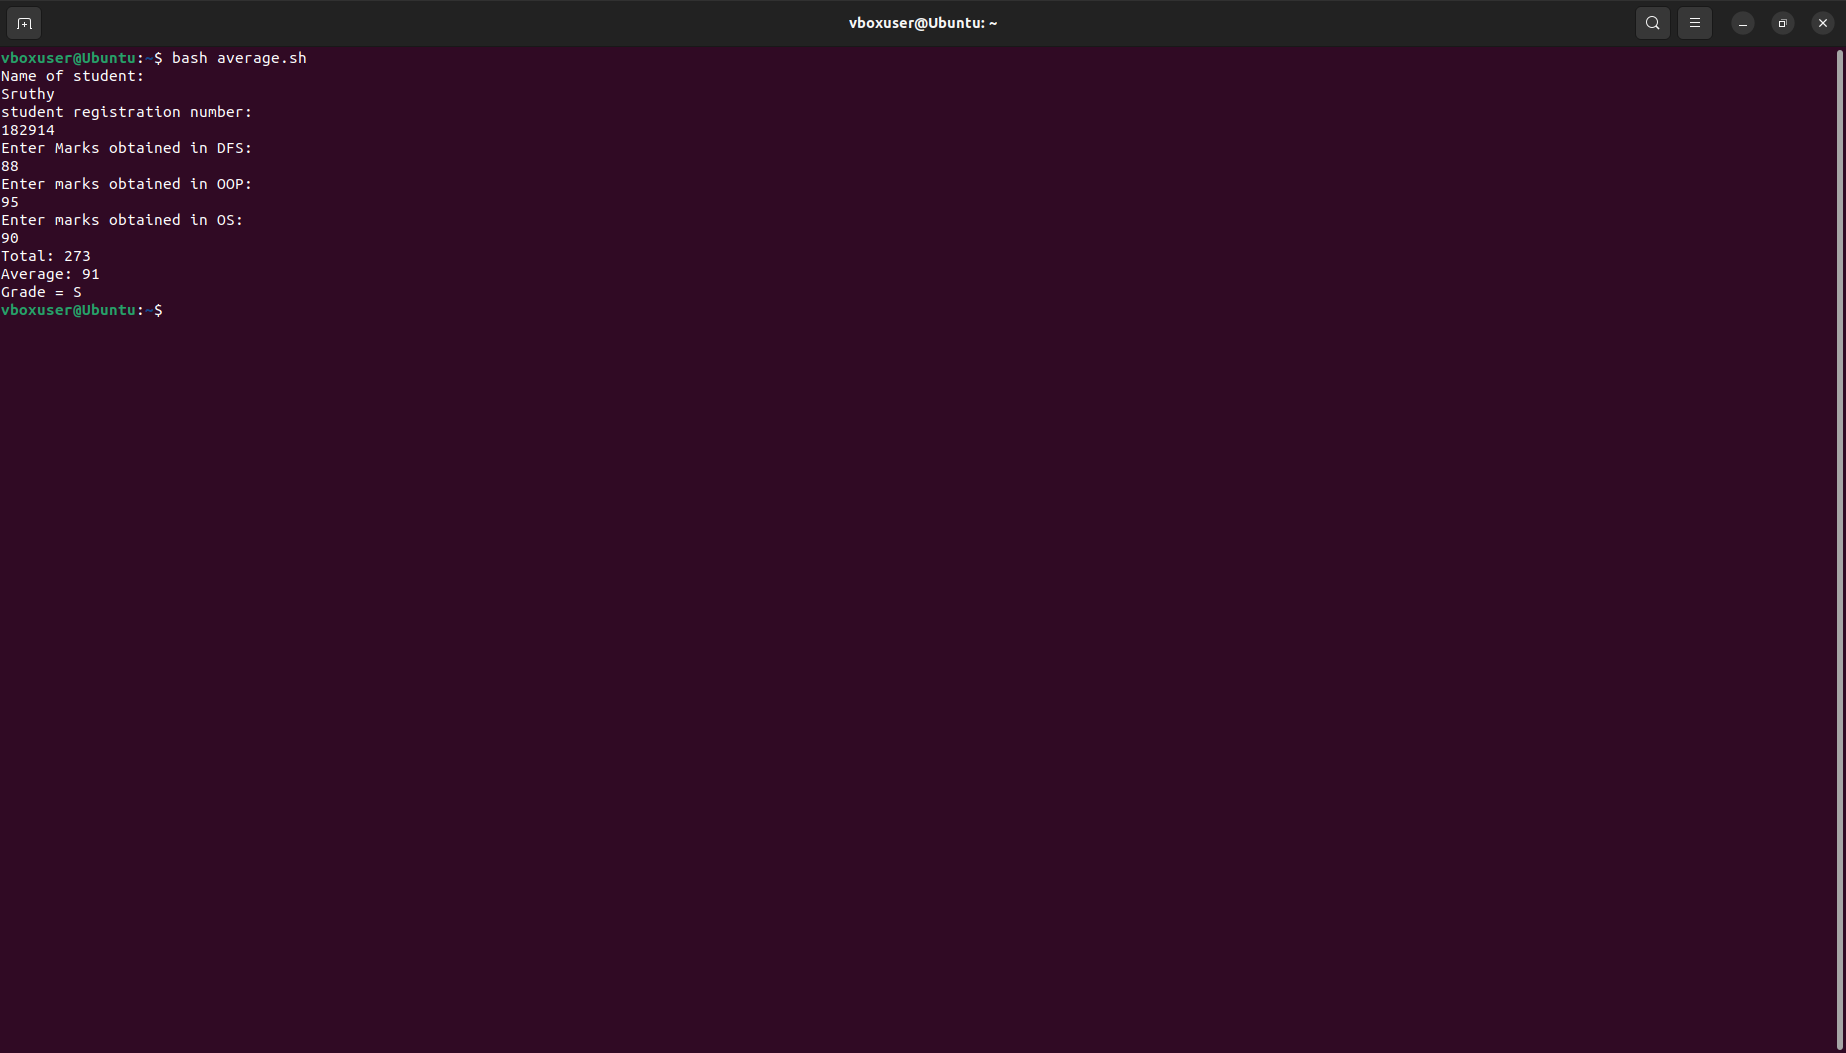 vboxuser@Ubuntu: ~
vboxuser@Ubuntu:~$ bash average.sh
Name of student:
Sruthy
student registration number:
182914
Enter Marks obtained in DFS:
88
Enter marks obtained in OOP:
95
Enter marks obtained in OS:
90
Total: 273
Average: 91
Grade = S
vboxuser@Ubuntu:~$